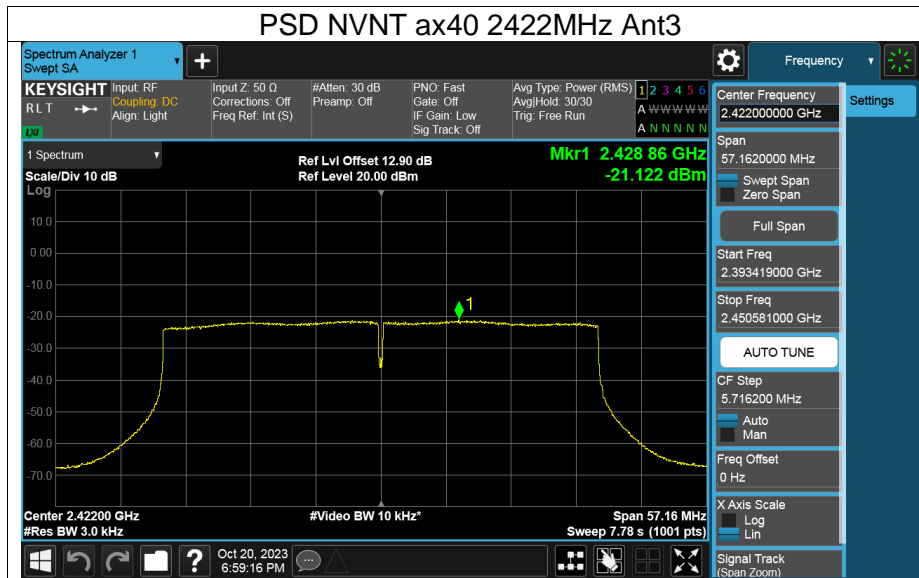 PSD NVNT ax40 2422MHz Ant3
Spectrum Analyzer 1
Swept SA
Frequency
KEYSIGHT
R L T
LXI
Input: RF
Coupling: DC
Align: Light
Input Z: 50 Ω
Corrections: Off
Freq Ref: Int (S)
#Atten: 30 dB
Preamp: Off
PNO: Fast
Gate: Off
IF Gain: Low
Sig Track: Off
Avg Type: Power (RMS)
Avg|Hold: 30/30
Trig: Free Run
1 2 3 4 5 6
A W W W W W
A N N N N N
1 Spectrum
Scale/Div 10 dB
Log
Ref Lvl Offset 12.90 dB
Ref Level 20.00 dBm
Mkr1 2.428 86 GHz
-21.122 dBm
10.0
0.00
-10.0
-20.0
-30.0
-40.0
-50.0
-60.0
-70.0
1
Center 2.42200 GHz
#Res BW 3.0 kHz
#Video BW 10 kHz*
Span 57.16 MHz
Sweep 7.78 s (1001 pts)
Center Frequency
2.422000000 GHz
Settings
Span
57.1620000 MHz
Swept Span
Zero Span
Full Span
Start Freq
2.393419000 GHz
Stop Freq
2.450581000 GHz
AUTO TUNE
CF Step
5.716200 MHz
Auto
Man
Freq Offset
0 Hz
X Axis Scale
Log
Lin
Signal Track
(Span Zoom)
?
Oct 20, 2023
6:59:16 PM